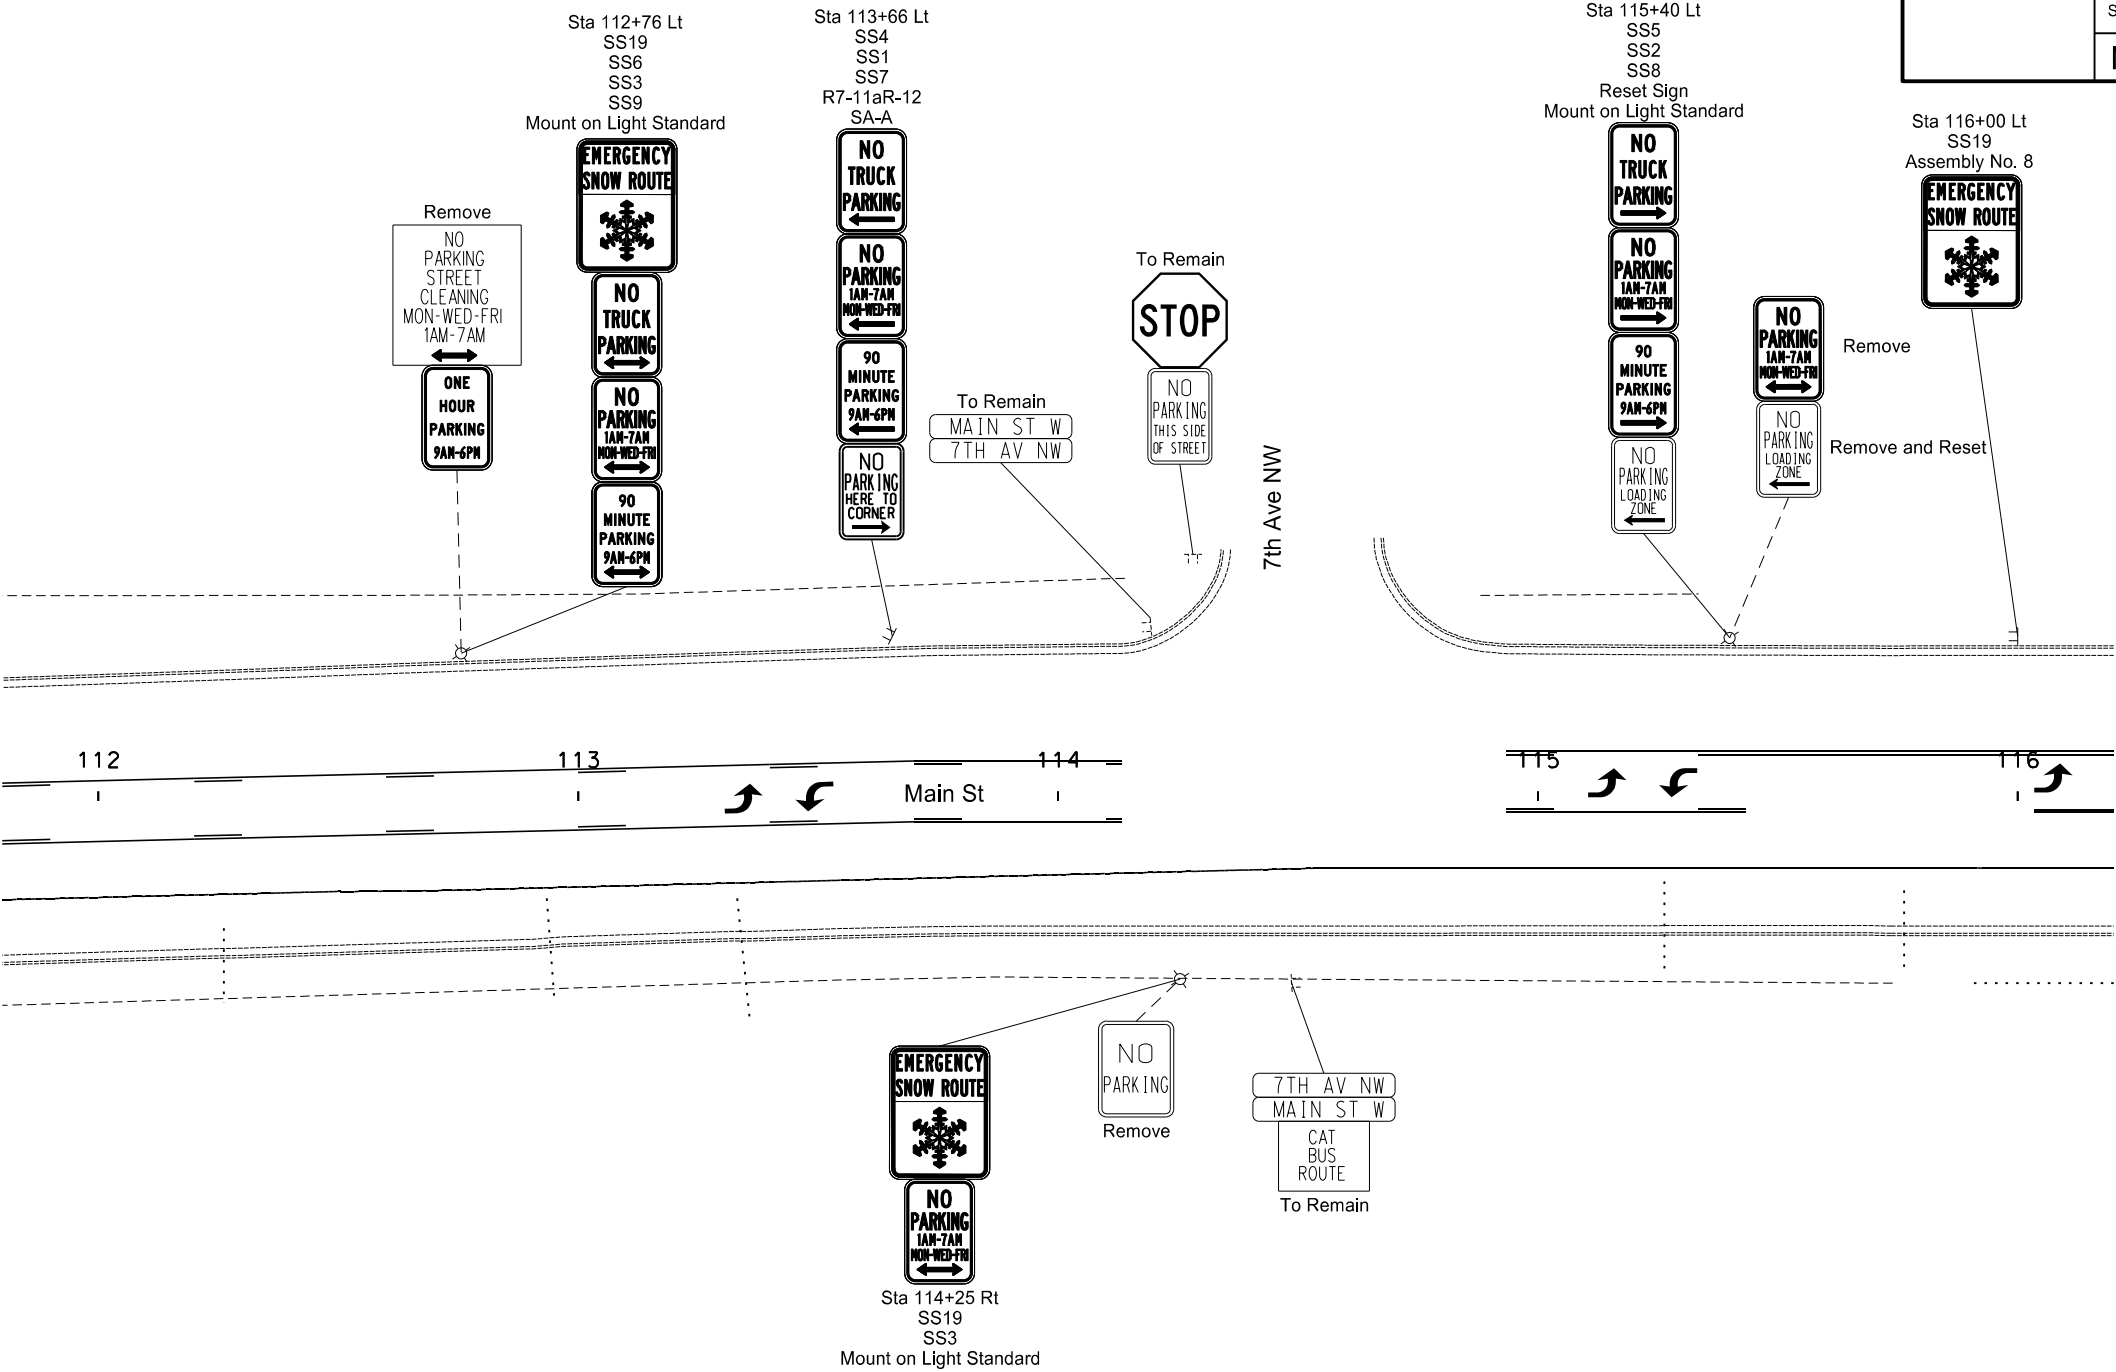 Sta 112+76 Lt
SS19
SS6
SS3
SS9
Mount on Light Standard
EMERGENCY
SNOW ROUTE
NO
TRUCK
PARKING
NO
PARKING
1AM-7AM
MON-WED-FRI
90
MINUTE
PARKING
9AM-6PM
Remove
NO
PARKING
STREET
CLEANING
MON-WED-FRI
1AM-7AM
ONE
HOUR
PARKING
9AM-6PM
Sta 113+66 Lt
SS4
SS1
SS7
R7-11aR-12
SA-A
NO
TRUCK
PARKING
NO
PARKING
1AM-7AM
MON-WED-FRI
90
MINUTE
PARKING
9AM-6PM
NO
PARKING
HERE TO
CORNER
To Remain
MAIN ST W
7TH AV NW
To Remain
STOP
NO
PARKING
THIS SIDE
OF STREET
7th Ave NW
Sta 115+40 Lt
SS5
SS2
SS8
Reset Sign
Mount on Light Standard
NO
TRUCK
PARKING
NO
PARKING
1AM-7AM
MON-WED-FRI
90
MINUTE
PARKING
9AM-6PM
NO
PARKING
LOADING
ZONE
NO
PARKING
1AM-7AM
MON-WED-FRI
Remove
NO
PARKING
LOADING
ZONE
Remove and Reset
Sta 116+00 Lt
SS19
Assembly No. 8
EMERGENCY
SNOW ROUTE
112
113
114
115
116
Main St
EMERGENCY
SNOW ROUTE
NO
PARKING
1AM-7AM
MON-WED-FRI
Sta 114+25 Rt
SS19
SS3
Mount on Light Standard
NO
PARKING
Remove
7TH AV NW
MAIN ST W
CAT
BUS
ROUTE
To Remain